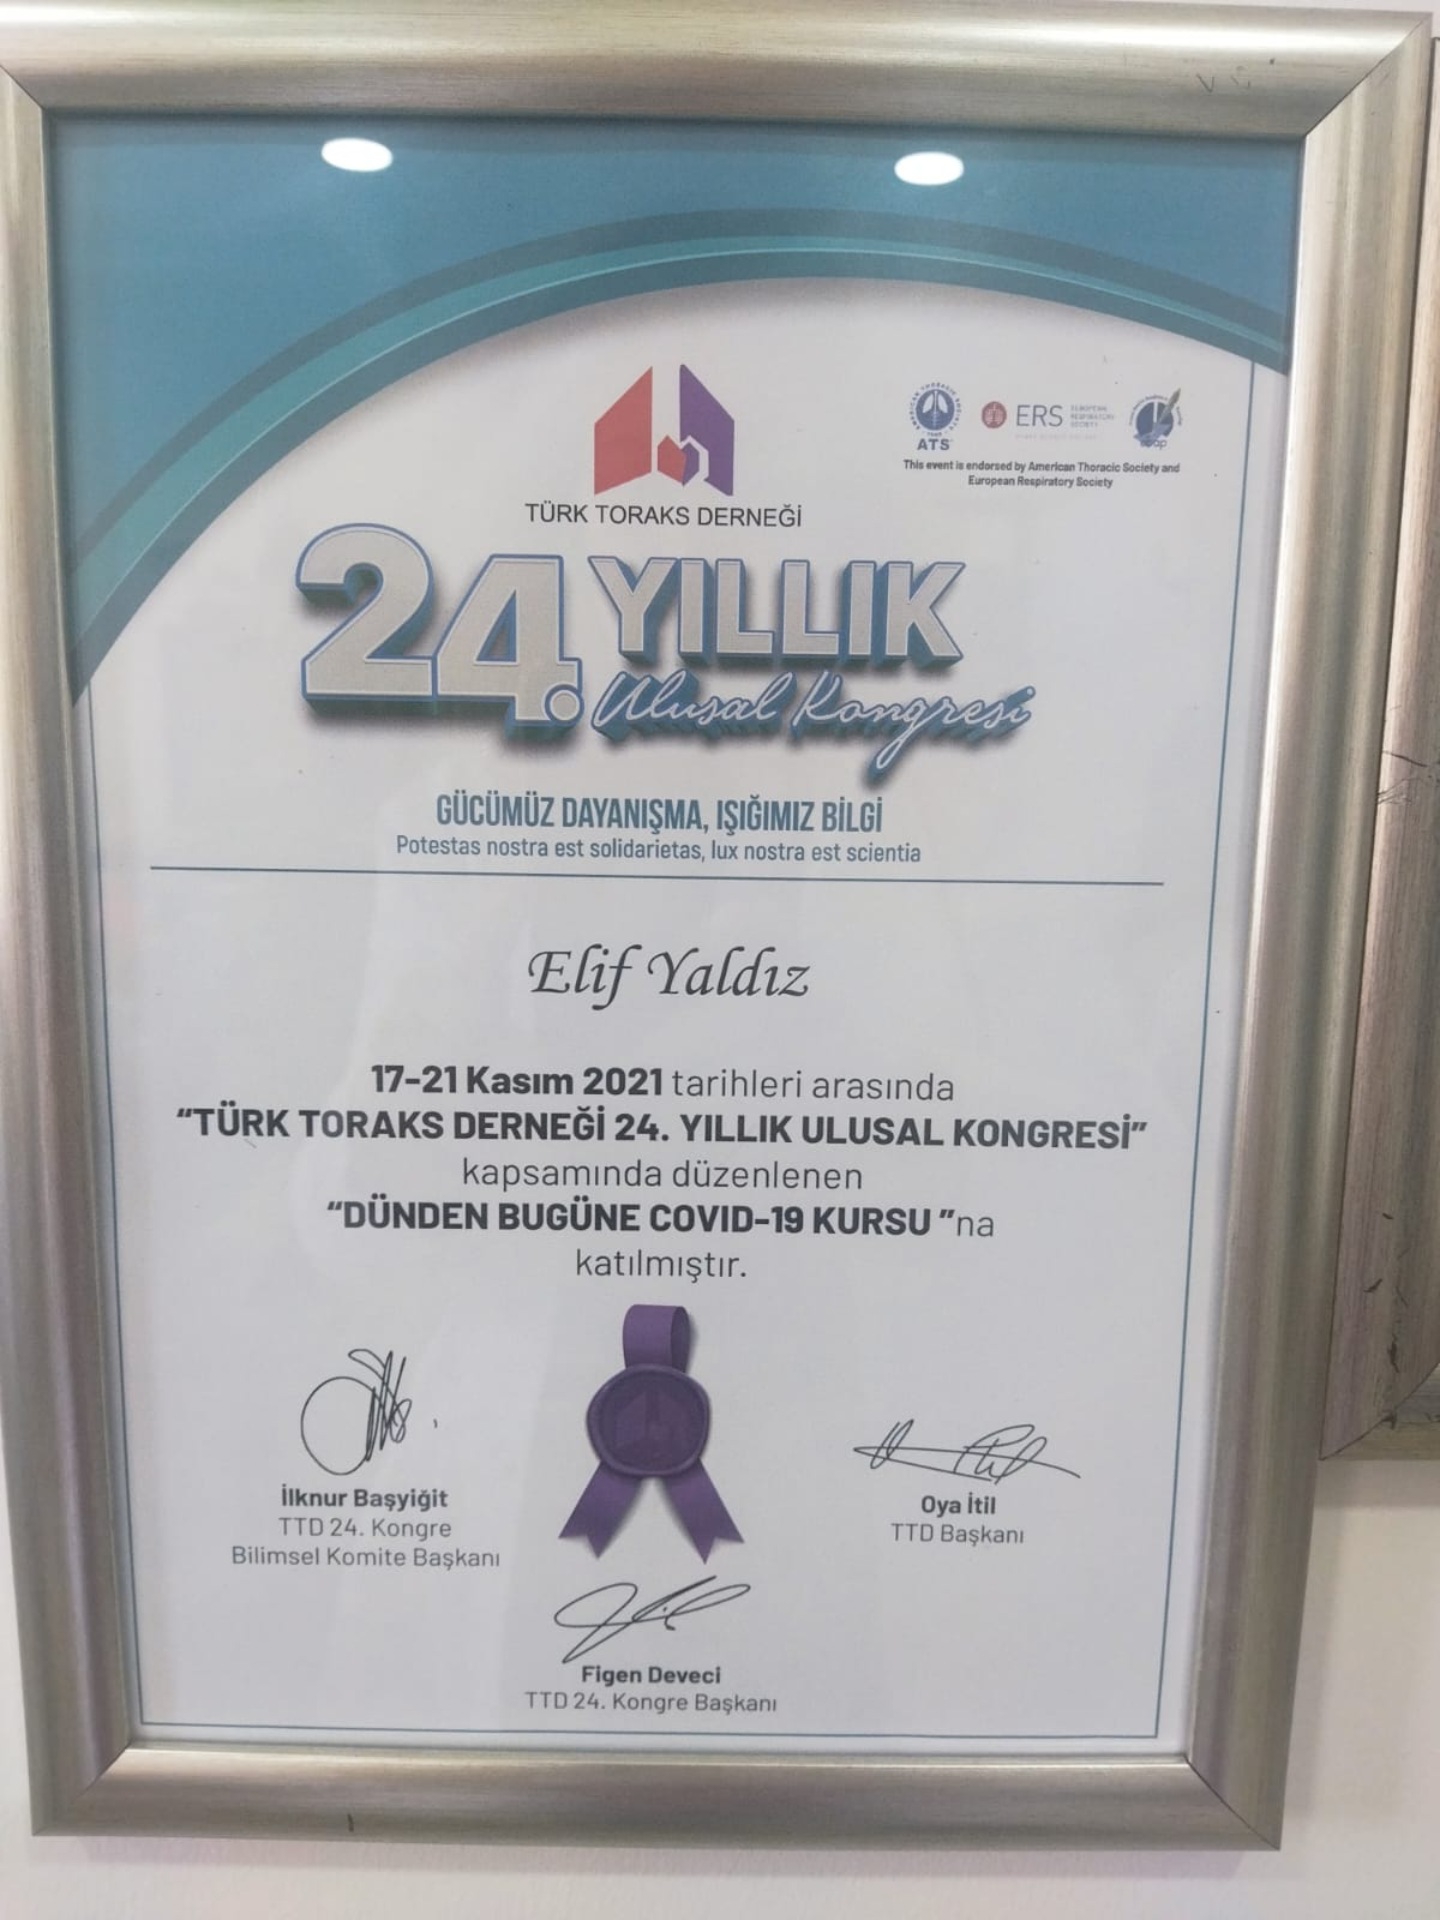 TÜRK TORAKS DERNEĞİ
ATS
ERS
This event is endorsed by American Thoracic Society and
European Respiratory Society
24. YILLIK
Ulusal Kongresi
GÜCÜMÜZ DAYANIŞMA, IŞIĞIMIZ BİLGİ
Potestas nostra est solidarietas, lux nostra est scientia
Elif Yaldız
17-21 Kasım 2021 tarihleri arasında
“TÜRK TORAKS DERNEĞİ 24. YILLIK ULUSAL KONGRESİ”
kapsamında düzenlenen
“DÜNDEN BUGÜNE COVID-19 KURSU ”na
katılmıştır.
İlknur Başyiğit
TTD 24. Kongre
Bilimsel Komite Başkanı
Oya İtil
TTD Başkanı
Figen Deveci
TTD 24. Kongre Başkanı